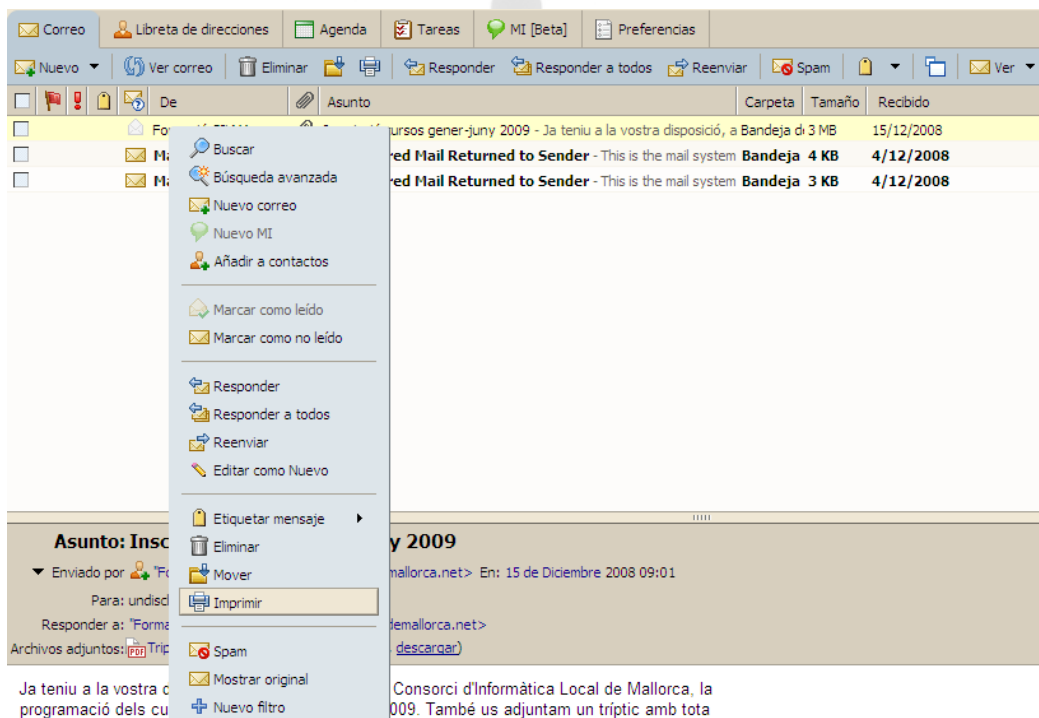 Correo Libreta de direcciones Agenda Tareas MI [Beta] Preferencias
Nuevo Ver correo Eliminar Responder Responder a todos Reenviar Spam Ver
De Asunto Carpeta Tamaño Recibido
cursos gener-juny 2009 - Ja teniu a la vostra disposició, a Bandeja 3 MB 15/12/2008
red Mail Returned to Sender - This is the mail system Bandeja 4 KB 4/12/2008
red Mail Returned to Sender - This is the mail system Bandeja 3 KB 4/12/2008
Buscar
Búsqueda avanzada
Nuevo correo
Nuevo MI
Añadir a contactos
Marcar como leído
Marcar como no leído
Responder
Responder a todos
Reenviar
Editar como Nuevo
Etiquetar mensaje
Eliminar
Mover
Imprimir
Spam
Mostrar original
Nuevo filtro
Asunto: Insc y 2009
Enviado por "Fo mallorca.net> En: 15 de Diciembre 2008 09:01
Para: undiscl
Responder a: "Forma demallorca.net>
Archivos adjuntos: PDF Trip descargar)
Ja teniu a la vostra d Consorci d'Informàtica Local de Mallorca, la
programació dels cu 009. També us adjuntam un tríptic amb tota